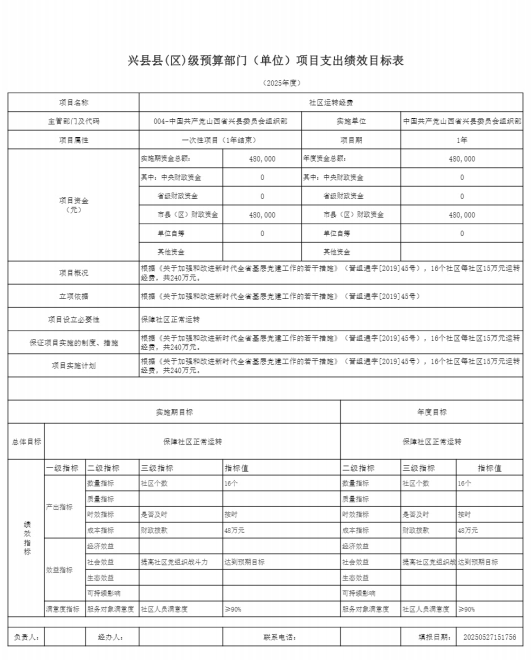 兴县县(区)级预算部门（单位）项目支出绩效目标表
（2025年度）
项目名称 社区运转经费
主管部门及代码 004-中国共产党山西省兴县委员会组织部 实施单位 中国共产党山西省兴县委员会组织部
项目属性 一次性项目（1年结束） 项目期 1年
项目资金（元）
实施期资金总额： 480,000 年度资金总额： 480,000
其中：中央财政资金 0 其中：中央财政资金 0
省级财政资金 0 省级财政资金 0
市县（区）财政资金 480,000 市县（区）财政资金 480,000
单位自筹 0 单位自筹 0
其他资金 其他资金
项目概况 根据《关于加强和改进新时代全省基层党建工作的若干措施》（晋组通字[2019]45号），16个社区每社区15万元运转
经费，共240万元。
立项依据 根据《关于加强和改进新时代全省基层党建工作的若干措施》（晋组通字[2019]45号）
项目设立必要性 保障社区正常运转
保证项目实施的制度、措施 根据《关于加强和改进新时代全省基层党建工作的若干措施》（晋组通字[2019]45号），16个社区每社区15万元运转
经费，共240万元。
项目实施计划 根据《关于加强和改进新时代全省基层党建工作的若干措施》（晋组通字[2019]45号），16个社区每社区15万元运转
经费，共240万元。
实施期目标 年度目标
总体目标 保障社区正常运转 保障社区正常运转
绩效指标
一级指标 二级指标 三级指标 指标值 二级指标 三级指标 指标值
产出指标
数量指标 社区个数 16个 数量指标 社区个数 16个
质量指标 质量指标
时效指标 是否及时 按时 时效指标 是否及时 按时
成本指标 财政拨款 48万元 成本指标 财政拨款 48万元
效益指标
经济效益 经济效益
社会效益 提高社区党组织战斗力 达到预期目标 社会效益 提高社区党组织战 达到预期目标
生态效益 生态效益
可持续影响 可持续影响
满意度指标 服务对象满意度 社区人员满意度 ≥90% 服务对象满意度 社区人员满意度 ≥90%
负责人： 经办人： 联系电话： 填报日期： 20250527151756